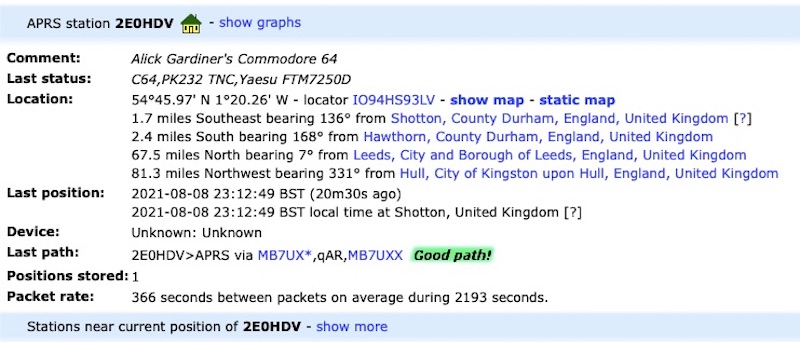 APRS station 2E0HDV - show graphs
Comment: Alick Gardiner's Commodore 64
Last status: C64,PK232 TNC,Yaesu FTM7250D
Location: 54°45.97' N 1°20.26' W - locator IO94HS93LV - show map - static map
1.7 miles Southeast bearing 136° from Shotton, County Durham, England, United Kingdom [?]
2.4 miles South bearing 168° from Hawthorn, County Durham, England, United Kingdom
67.5 miles North bearing 7° from Leeds, City and Borough of Leeds, England, United Kingdom
81.3 miles Northwest bearing 331° from Hull, City of Kingston upon Hull, England, United Kingdom
Last position: 2021-08-08 23:12:49 BST (20m30s ago)
2021-08-08 23:12:49 BST local time at Shotton, United Kingdom [?]
Device: Unknown: Unknown
Last path: 2E0HDV>APRS via MB7UX*,qAR,MB7UXX Good path!
Positions stored: 1
Packet rate: 366 seconds between packets on average during 2193 seconds.
Stations near current position of 2E0HDV - show more